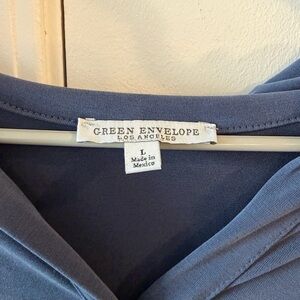 GREEN ENVELOPE
LOS ANGELES
L
Made in
Mexico